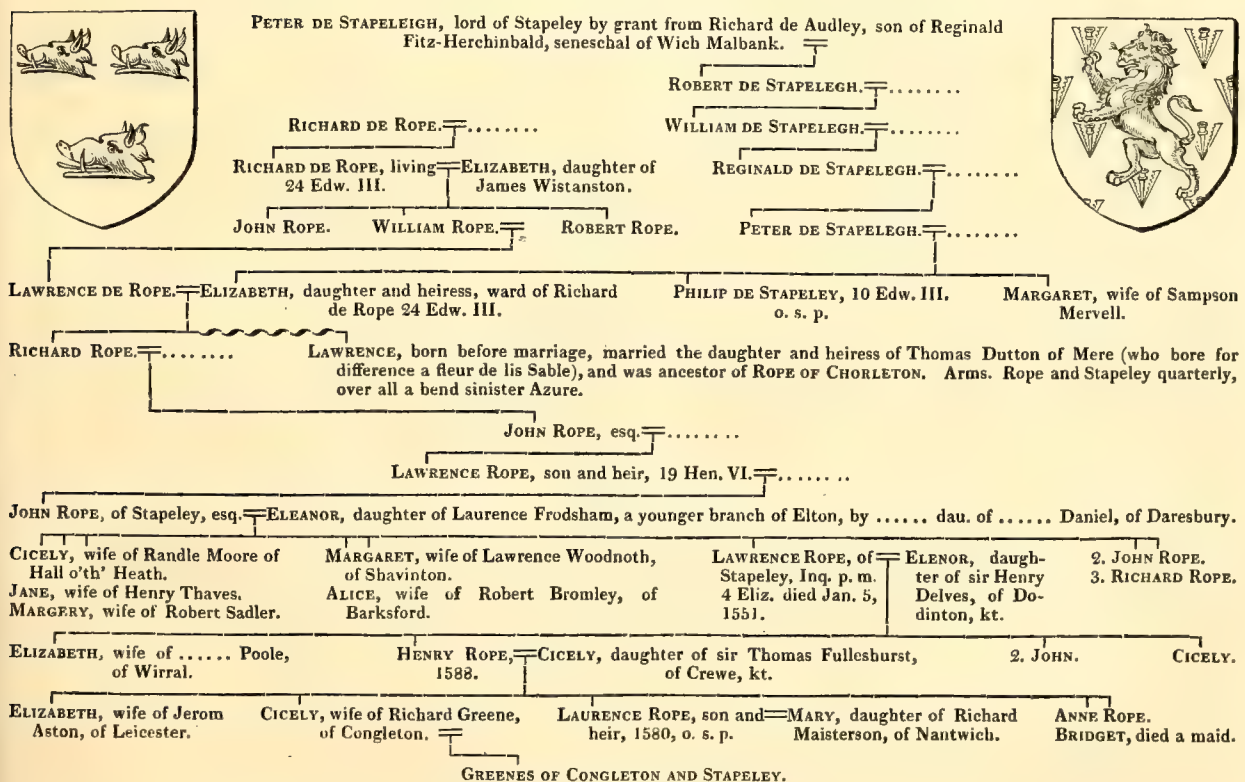 PETER DE STAPELEIGH, lord of Stapeley by grant from Richard de Audley, son of Reginald
Fitz-Herchinbald, seneschal of Wich Malbank.
ROBERT DE STAPELEGH. ........
RICHARD DE ROPE. ........
WILLIAM DE STAPELEGH. ........
RICHARD DE ROPE, living
24 Edw. III.
ELIZABETH, daughter of
James Wistanston.
REGINALD DE STAPELEGH. ........
JOHN ROPE.
WILLIAM ROPE.
ROBERT ROPE.
PETER DE STAPELEGH. ........
LAWRENCE DE ROPE.
ELIZABETH, daughter and heiress, ward of Richard
de Rope 24 Edw. III.
PHILIP DE STAPELEY, 10 Edw. III.
o. s. p.
MARGARET, wife of Sampson
Mervell.
RICHARD ROPE. ........
LAWRENCE, born before marriage, married the daughter and heiress of Thomas Dutton of Mere (who bore for
difference a fleur de lis Sable), and was ancestor of ROPE OF CHORLETON. Arms. Rope and Stapeley quarterly,
over all a bend sinister Azure.
JOHN ROPE, esq. ........
LAWRENCE ROPE, son and heir, 19 Hen. VI. ........
JOHN ROPE, of Stapeley, esq.
ELEANOR, daughter of Laurence Frodsham, a younger branch of Elton, by ...... dau. of ...... Daniel, of Daresbury.
CICELY, wife of Randle Moore of
Hall o'th' Heath.
JANE, wife of Henry Thaves.
MARGERY, wife of Robert Sadler.
MARGARET, wife of Lawrence Woodnoth,
of Shavinton.
ALICE, wife of Robert Bromley, of
Barksford.
LAWRENCE ROPE, of
Stapeley, Inq. p. m.
4 Eliz. died Jan. 5,
1551.
ELENOR, daugh-
ter of sir Henry
Delves, of Do-
dinton, kt.
2. JOHN ROPE.
3. RICHARD ROPE.
ELIZABETH, wife of ...... Poole,
of Wirral.
HENRY ROPE,
1588.
CICELY, daughter of sir Thomas Fulleshurst,
of Crewe, kt.
2. JOHN.
CICELY.
ELIZABETH, wife of Jerom
Aston, of Leicester.
CICELY, wife of Richard Greene,
of Congleton.
LAURENCE ROPE, son and
heir, 1580, o. s. p.
MARY, daughter of Richard
Maisterson, of Nantwich.
ANNE ROPE.
BRIDGET, died a maid.
GREENES OF CONGLETON AND STAPELEY.